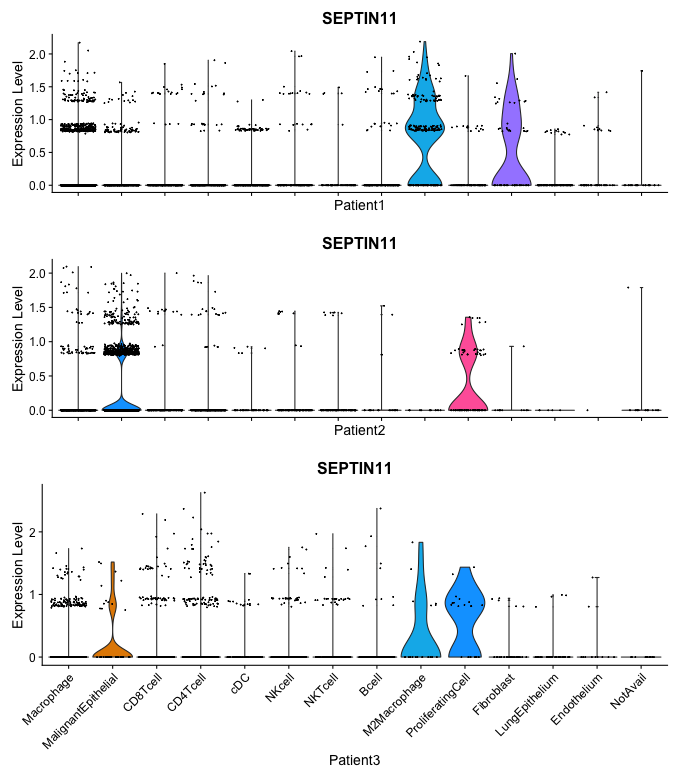 SEPTIN11
Expression Level
2.0
1.5
1.0
0.5
0.0
Patient1
SEPTIN11
Expression Level
2.0
1.5
1.0
0.5
0.0
Patient2
SEPTIN11
Expression Level
2
1
0
Macrophage
MalignantEpithelial
CD8Tcell
CD4Tcell
cDC
NKcell
NKTcell
Bcell
M2Macrophage
ProliferatingCell
Fibroblast
LungEpithelium
Endothelium
NotAvail
Patient3